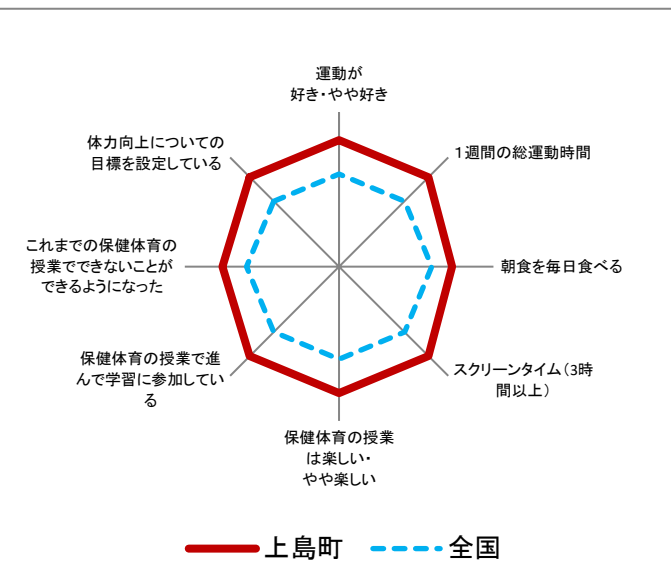 運動が
好き・やや好き
1週間の総運動時間
朝食を毎日食べる
スクリーンタイム(3時
間以上)
保健体育の授業
は楽しい・
やや楽しい
保健体育の授業で進
んで学習に参加してい
る
これまでの保健体育の
授業でできないことが
できるようになった
体力向上についての
目標を設定している
上島町
全国